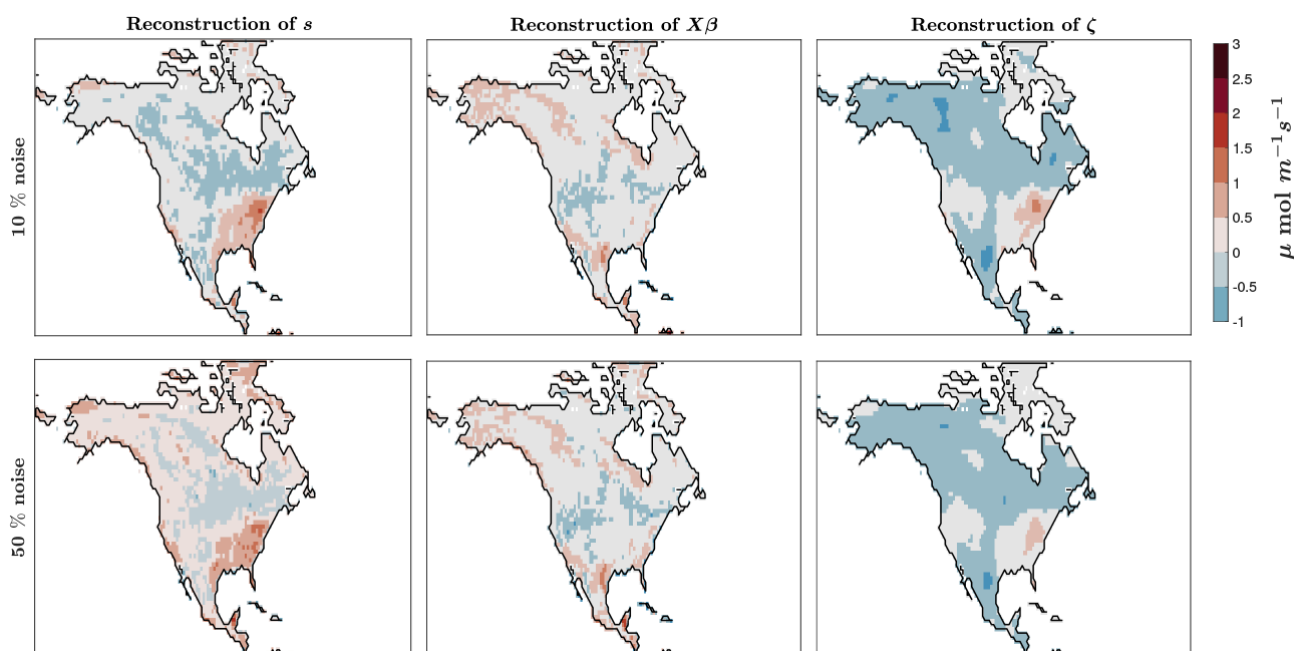 Reconstruction of s
Reconstruction of Xβ
Reconstruction of ζ
10 % noise
50 % noise
3
2.5
2
1.5
1
0.5
0
-0.5
-1
μ mol m⁻¹s⁻¹